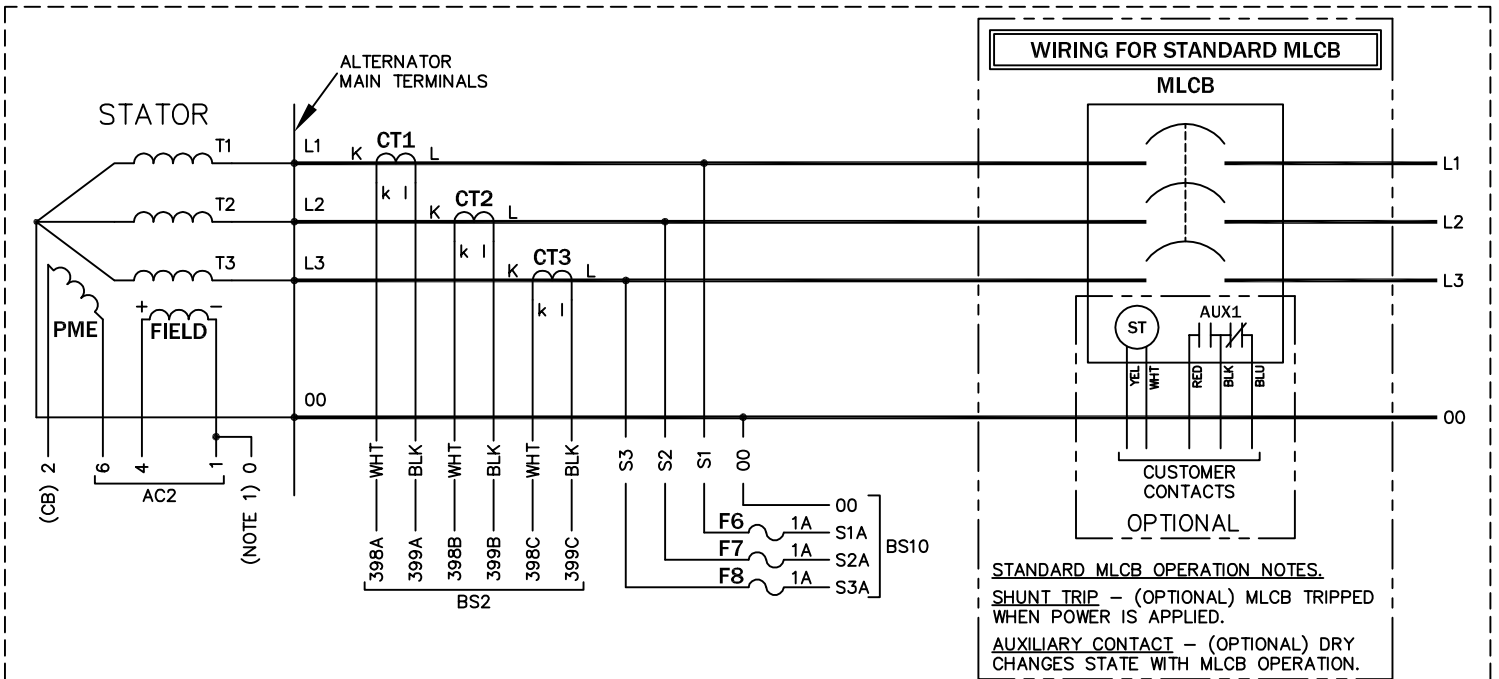 WIRING FOR STANDARD MLCB
MLCB
ALTERNATOR
MAIN TERMINALS
STATOR
T1
L1
K
CT1
L
k l
L1
T2
L2
K
CT2
L
k l
L2
T3
L3
K
CT3
L
k l
L3
PME
+
FIELD
−
ST
AUX1
YEL
WHT
RED
BLK
BLU
00
00
(CB) 2
6
4
1
0
(NOTE 1)
AC2
WHT
BLK
WHT
BLK
WHT
BLK
S3
S2
S1
00
398A
399A
398B
399B
398C
399C
BS2
00
F6 1A S1A
F7 1A S2A
F8 1A S3A
BS10
CUSTOMER
CONTACTS
OPTIONAL
STANDARD MLCB OPERATION NOTES.
SHUNT TRIP – (OPTIONAL) MLCB TRIPPED
WHEN POWER IS APPLIED.
AUXILIARY CONTACT – (OPTIONAL) DRY
CHANGES STATE WITH MLCB OPERATION.